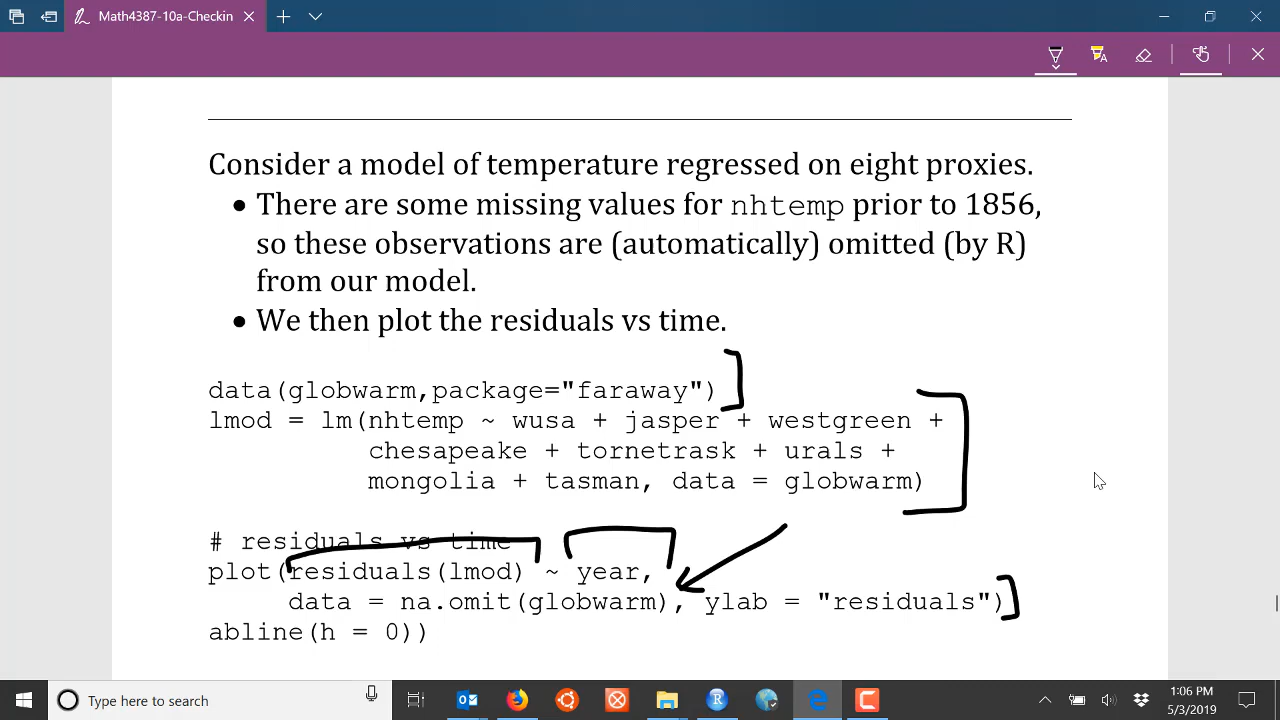 Math4387-10a-Checkin
Consider a model of temperature regressed on eight proxies.
• There are some missing values for nhtemp prior to 1856,
so these observations are (automatically) omitted (by R)
from our model.
• We then plot the residuals vs time.
data(globwarm,package="faraway")
lmod = lm(nhtemp ~ wusa + jasper + westgreen +
chesapeake + tornetrask + urals +
mongolia + tasman, data = globwarm)
# residuals vs time
plot(residuals(lmod) ~ year,
data = na.omit(globwarm), ylab = "residuals")
abline(h = 0))
Type here to search
1:06 PM
5/3/2019